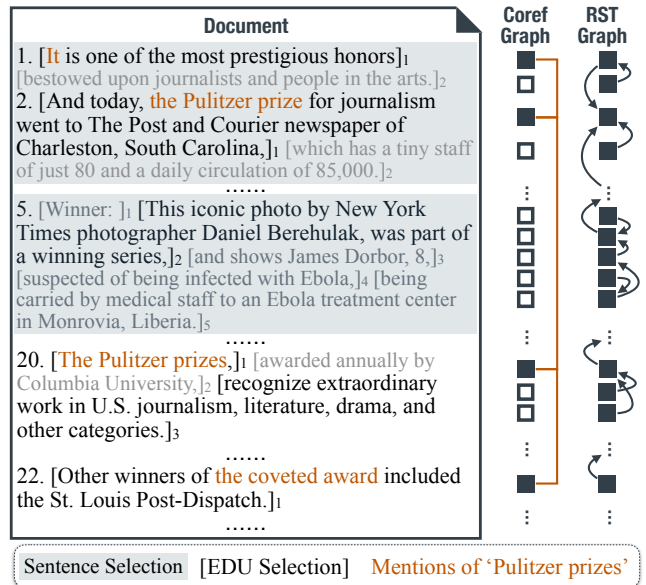 Document
Coref Graph
RST Graph
1. [It is one of the most prestigious honors]1
[bestowed upon journalists and people in the arts.]2
2. [And today, the Pulitzer prize for journalism
went to The Post and Courier newspaper of
Charleston, South Carolina,]1 [which has a tiny staff
of just 80 and a daily circulation of 85,000.]2
......
5. [Winner: ]1 [This iconic photo by New York
Times photographer Daniel Berehulak, was part of
a winning series,]2 [and shows James Dorbor, 8,]3
[suspected of being infected with Ebola,]4 [being
carried by medical staff to an Ebola treatment center
in Monrovia, Liberia.]5
......
20. [The Pulitzer prizes,]1 [awarded annually by
Columbia University,]2 [recognize extraordinary
work in U.S. journalism, literature, drama, and
other categories.]3
......
22. [Other winners of the coveted award included
the St. Louis Post-Dispatch.]1
......
Sentence Selection [EDU Selection] Mentions of 'Pulitzer prizes'